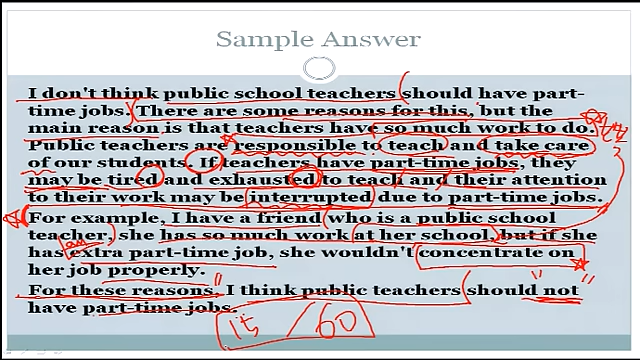 Sample Answer
I don't think public school teachers should have part-
time jobs. There are some reasons for this, but the
main reason is that teachers have so much work to do.
Public teachers are responsible to teach and take care
of our students. If teachers have part-time jobs, they
may be tired and exhausted to teach and their attention
to their work may be interrupted due to part-time jobs.
For example, I have a friend who is a public school
teacher, she has so much work at her school, but if she
an
has extra part-time job, she wouldn't concentrate on
her job properly.
For these reasons, I think public teachers should not
have part-time jobs.
/ 60